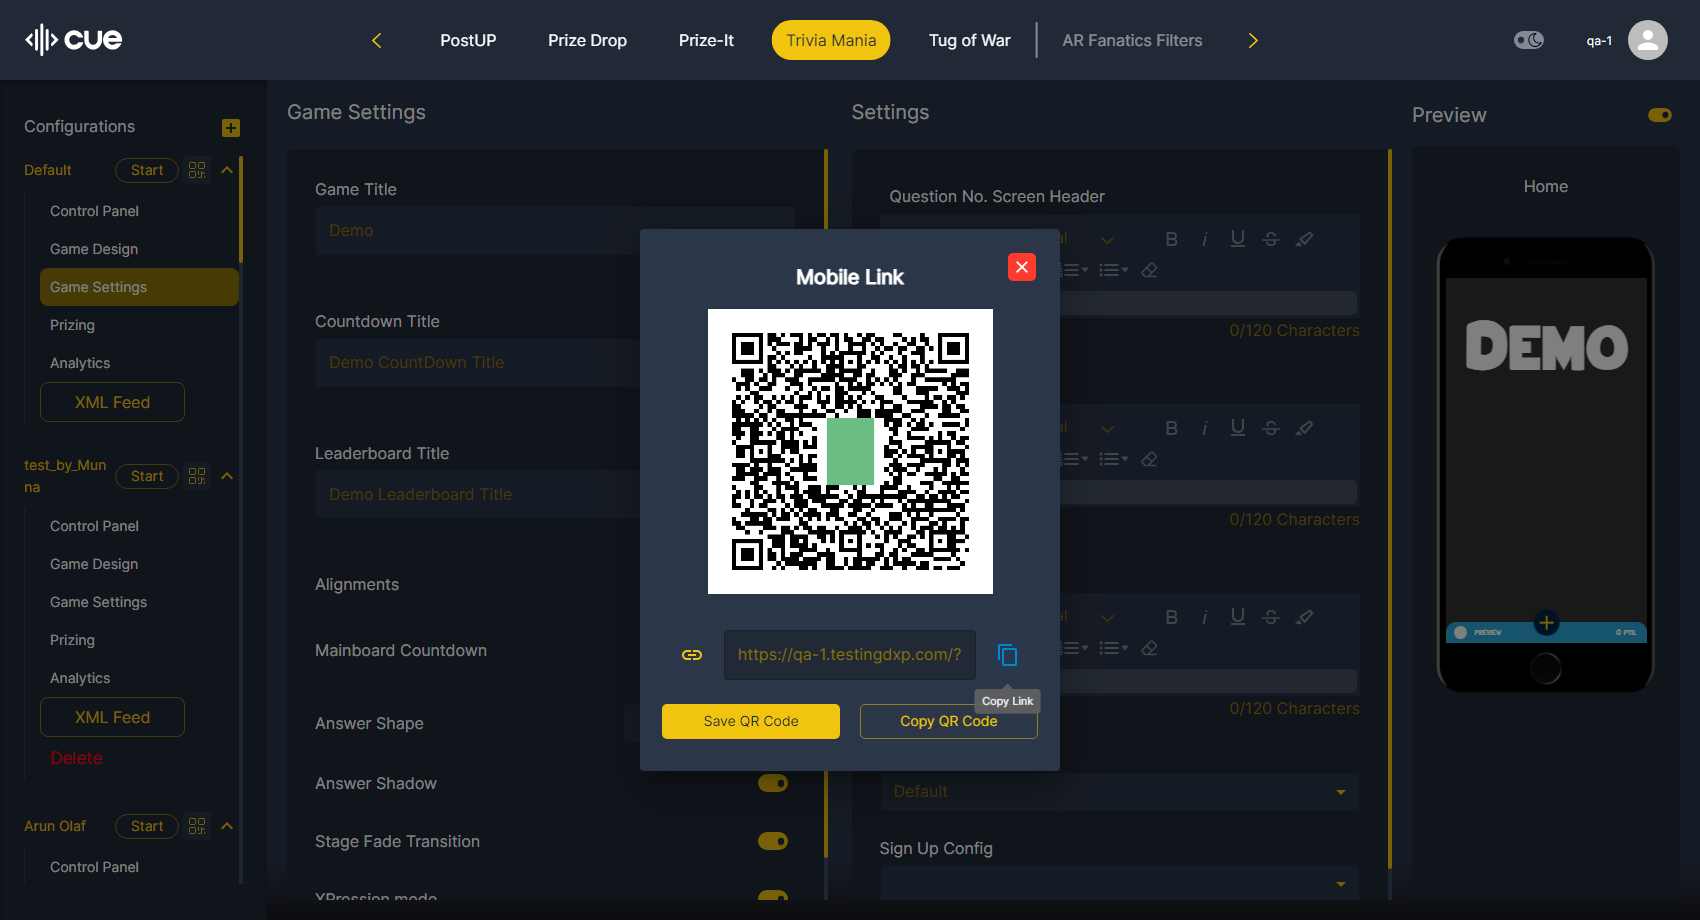 cue
PostUP
Prize Drop
Prize-It
Trivia Mania
Tug of War
AR Fanatics Filters
qa-1
Configurations
Default
Start
Control Panel
Game Design
Game Settings
Prizing
Analytics
XML Feed
test_by_Mun
na
Start
Control Panel
Game Design
Game Settings
Prizing
Analytics
XML Feed
Delete
Arun Olaf
Start
Control Panel
Game Settings
Game Title
Demo
Countdown Title
Demo CountDown Title
Leaderboard Title
Demo Leaderboard Title
Alignments
Mainboard Countdown
Answer Shape
Answer Shadow
Stage Fade Transition
XPression mode
Mobile Link
https://qa-1.testingdxp.com/?
Copy Link
Save QR Code
Copy QR Code
Settings
Question No. Screen Header
B i U S
0/120 Characters
B i U S
0/120 Characters
B i U S
0/120 Characters
Default
Sign Up Config
Preview
Home
DEMO
PREVIEW
0 PTS.